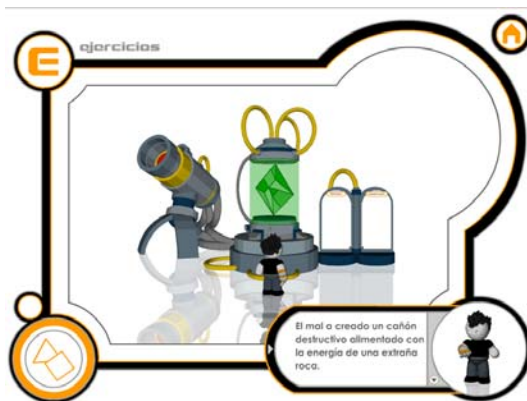 E
ejercicios
El mal a creado un cañón
destructivo alimentado con
la energía de una extraña
roca.